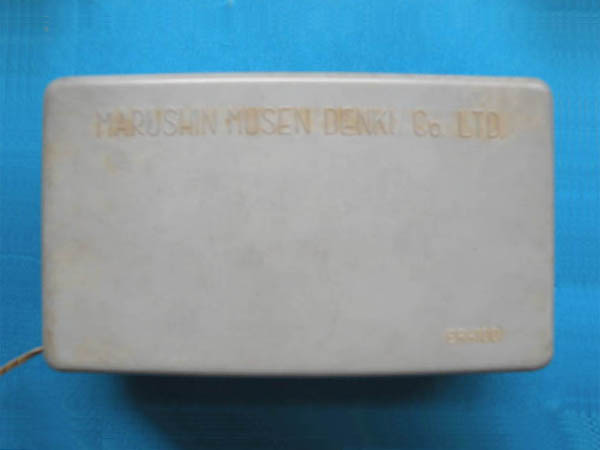 MARUSHIN MUSEN DENKI Co. LTD.